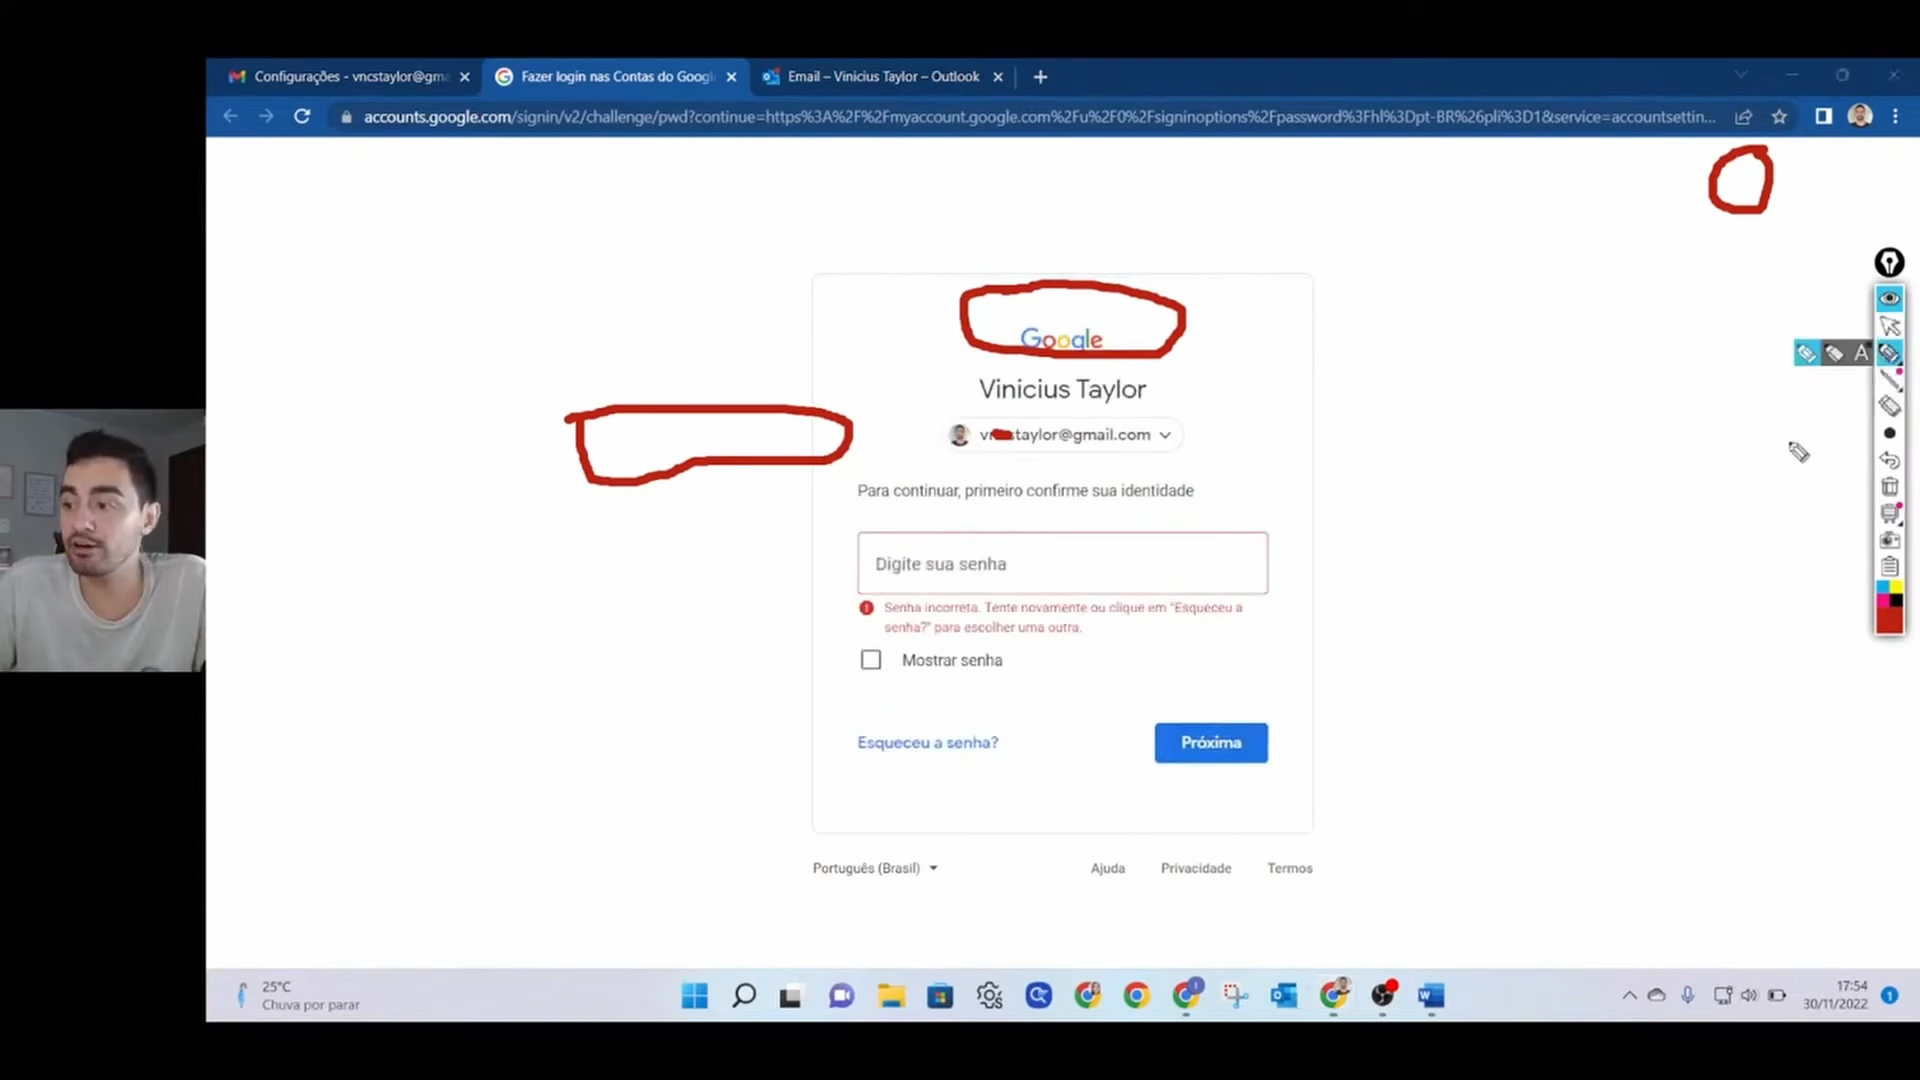 Configurações - vncstaylor@gm
Fazer login nas Contas do Googl
Email – Vinicius Taylor – Outlook
accounts.google.com/signin/v2/challenge/pwd?continue=https%3A%2F%2Fmyaccount.google.com%2Fu%2F0%2Fsigninoptions%2Fpassword%3Fhl%3Dpt-BR%26pli%3D1&service=accountsettin...
Google
Vinicius Taylor
taylor@gmail.com
Para continuar, primeiro confirme sua identidade
Digite sua senha
Senha incorreta. Tente novamente ou clique em "Esqueceu a
senha?" para escolher uma outra.
Mostrar senha
Esqueceu a senha?
Próxima
Português (Brasil)
Ajuda
Privacidade
Termos
A
25°C
Chuva por parar
17:54
30/11/2022
1